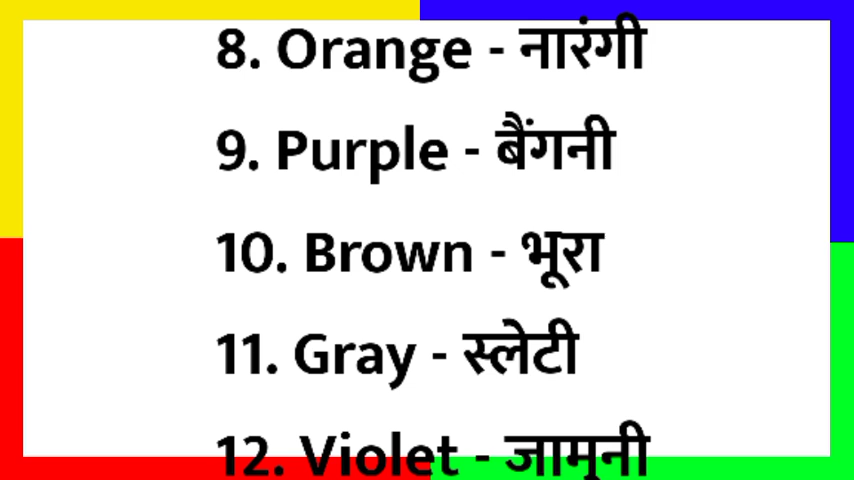 8. Orange - नारंगी
9. Purple - बैंगनी
10. Brown - भूरा
11. Gray - स्लेटी
12. Violet - जामुनी